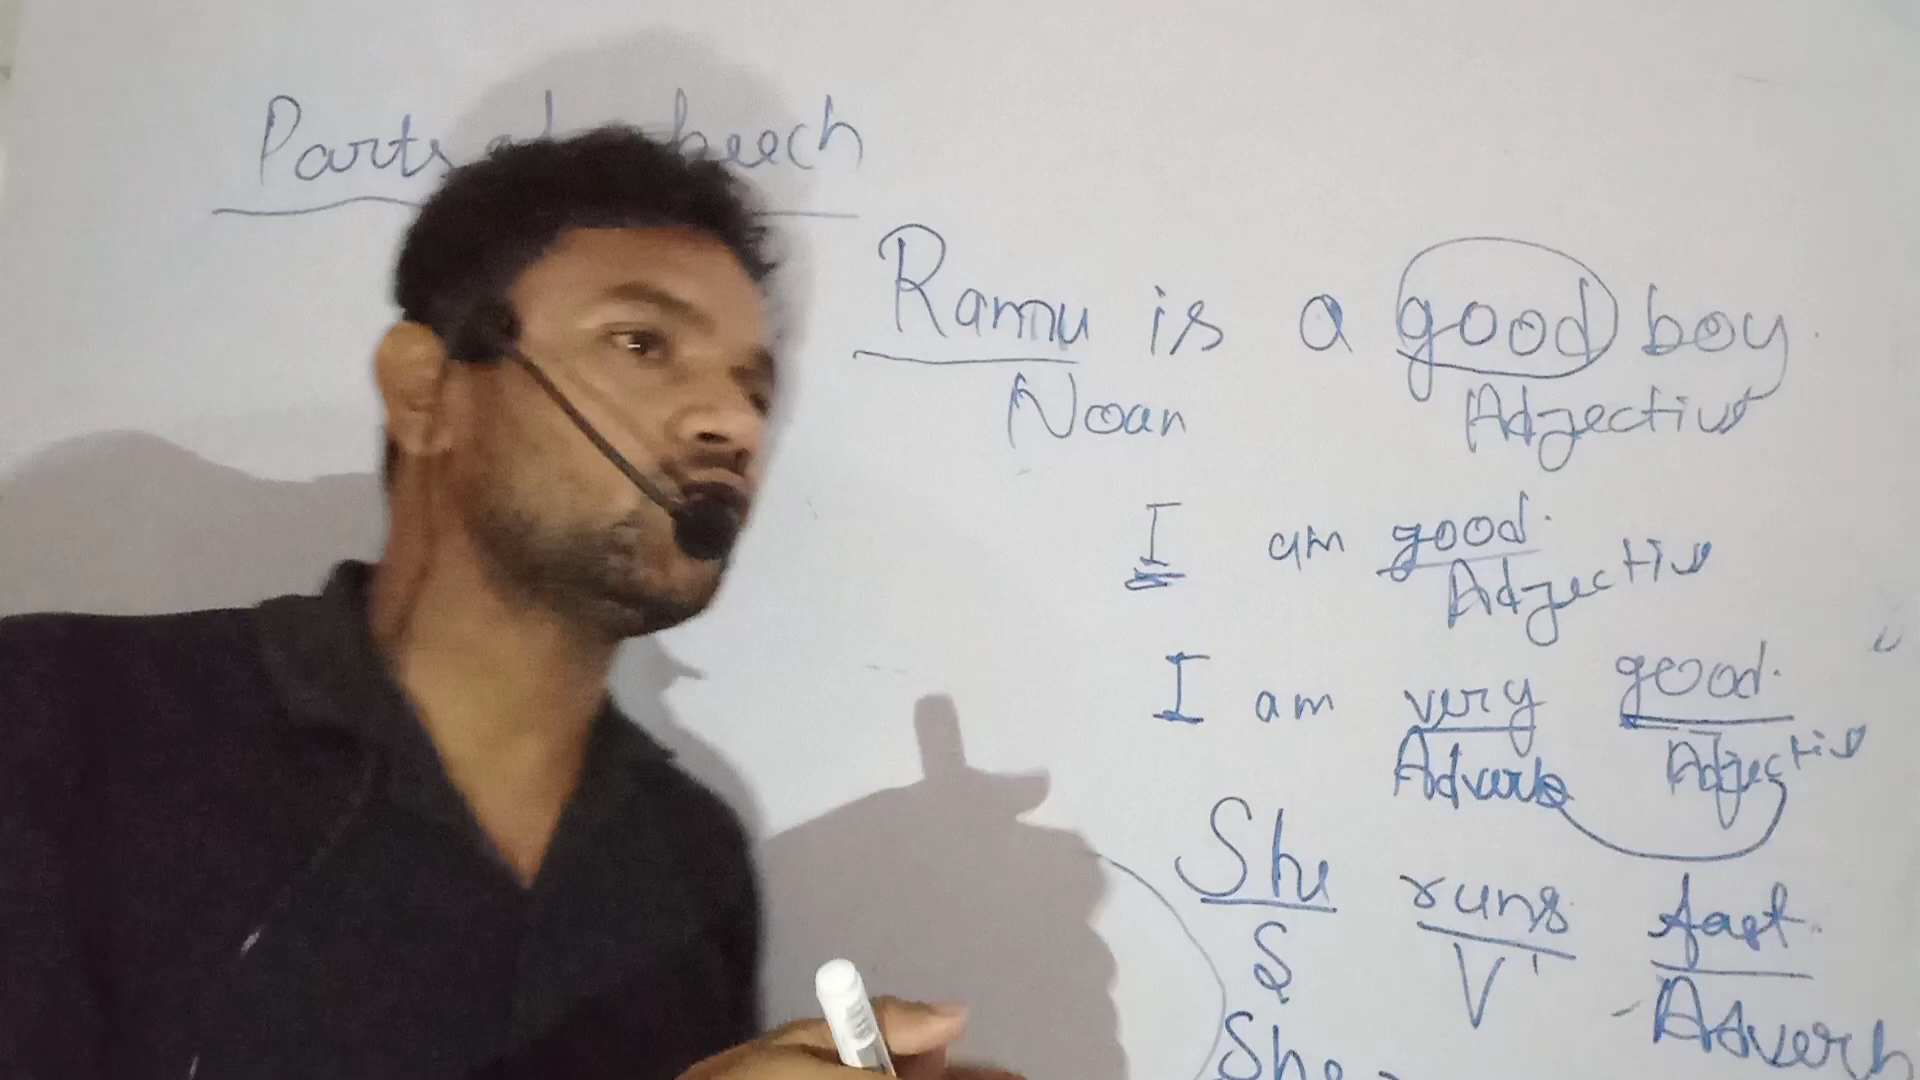 Parts of speech
Ramu is a good boy.
Noan Adjective
I am good.
Adjective
I am very good.
Adverb Adjective
She runs fast.
S V Adverb
She